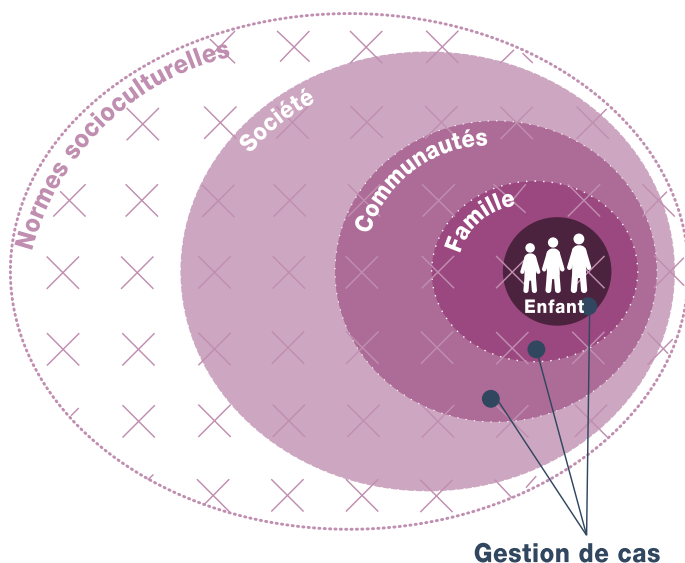 Normes socioculturelles
Société
Communautés
Famille
Enfant
Gestion de cas